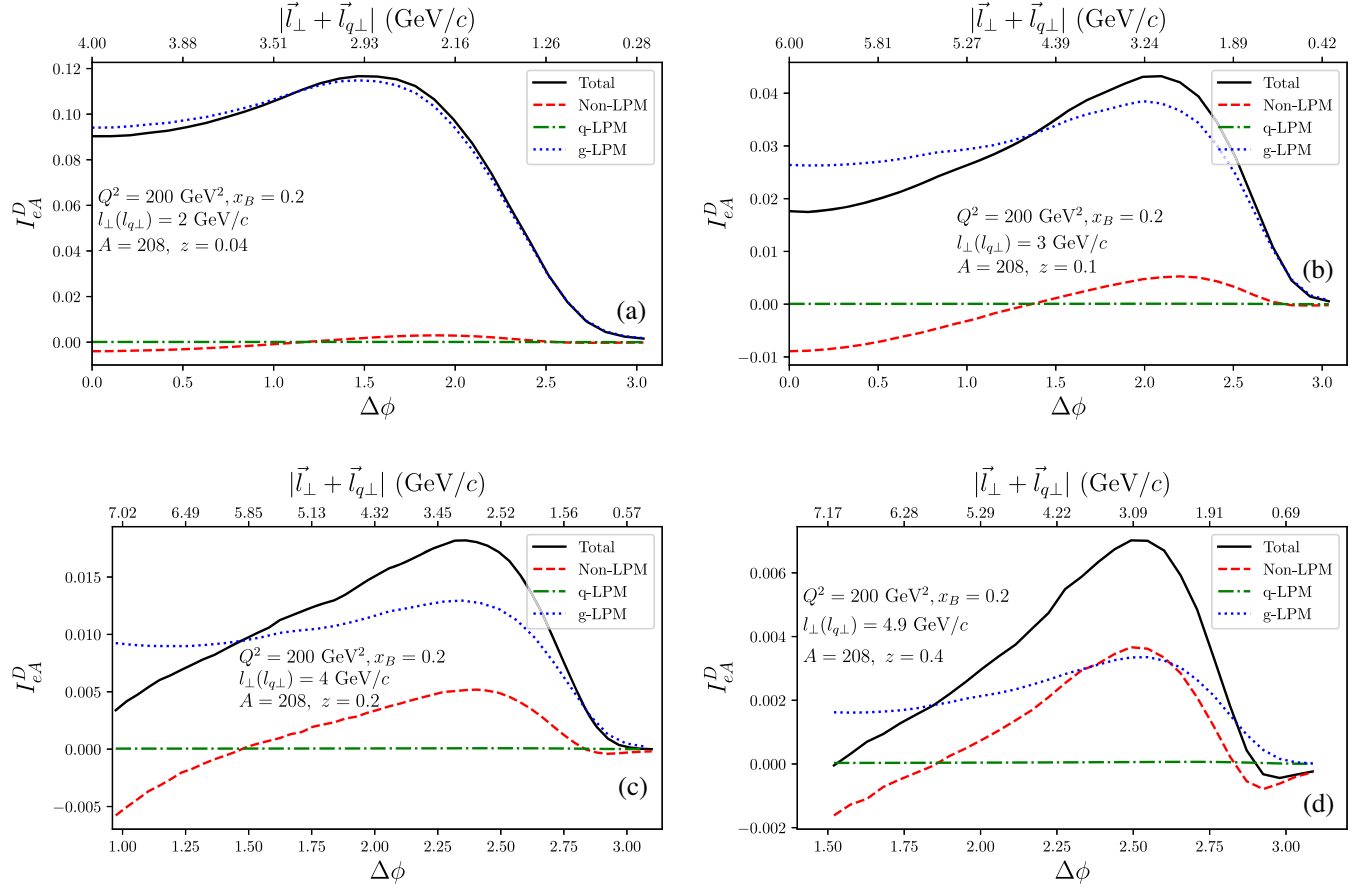 |l⃗⊥ + l⃗q⊥| (GeV/c)
4.00 3.88 3.51 2.93 2.16 1.26 0.28
0.12
0.10
0.08
0.06
0.04
0.02
0.00
I^D_eA
Total
Non-LPM
q-LPM
g-LPM
Q² = 200 GeV², x_B = 0.2
l⊥(lq⊥) = 2 GeV/c
A = 208, z = 0.04
(a)
0.0 0.5 1.0 1.5 2.0 2.5 3.0
Δϕ
|l⃗⊥ + l⃗q⊥| (GeV/c)
6.00 5.81 5.27 4.39 3.24 1.89 0.42
0.04
0.03
0.02
0.01
0.00
−0.01
I^D_eA
Total
Non-LPM
q-LPM
g-LPM
Q² = 200 GeV², x_B = 0.2
l⊥(lq⊥) = 3 GeV/c
A = 208, z = 0.1
(b)
0.0 0.5 1.0 1.5 2.0 2.5 3.0
Δϕ
|l⃗⊥ + l⃗q⊥| (GeV/c)
7.02 6.49 5.85 5.13 4.32 3.45 2.52 1.56 0.57
0.015
0.010
0.005
0.000
−0.005
I^D_eA
Total
Non-LPM
q-LPM
g-LPM
Q² = 200 GeV², x_B = 0.2
l⊥(lq⊥) = 4 GeV/c
A = 208, z = 0.2
(c)
1.00 1.25 1.50 1.75 2.00 2.25 2.50 2.75 3.00
Δϕ
|l⃗⊥ + l⃗q⊥| (GeV/c)
7.17 6.28 5.29 4.22 3.09 1.91 0.69
0.006
0.004
0.002
0.000
−0.002
I^D_eA
Total
Non-LPM
q-LPM
g-LPM
Q² = 200 GeV², x_B = 0.2
l⊥(lq⊥) = 4.9 GeV/c
A = 208, z = 0.4
(d)
1.50 1.75 2.00 2.25 2.50 2.75 3.00
Δϕ